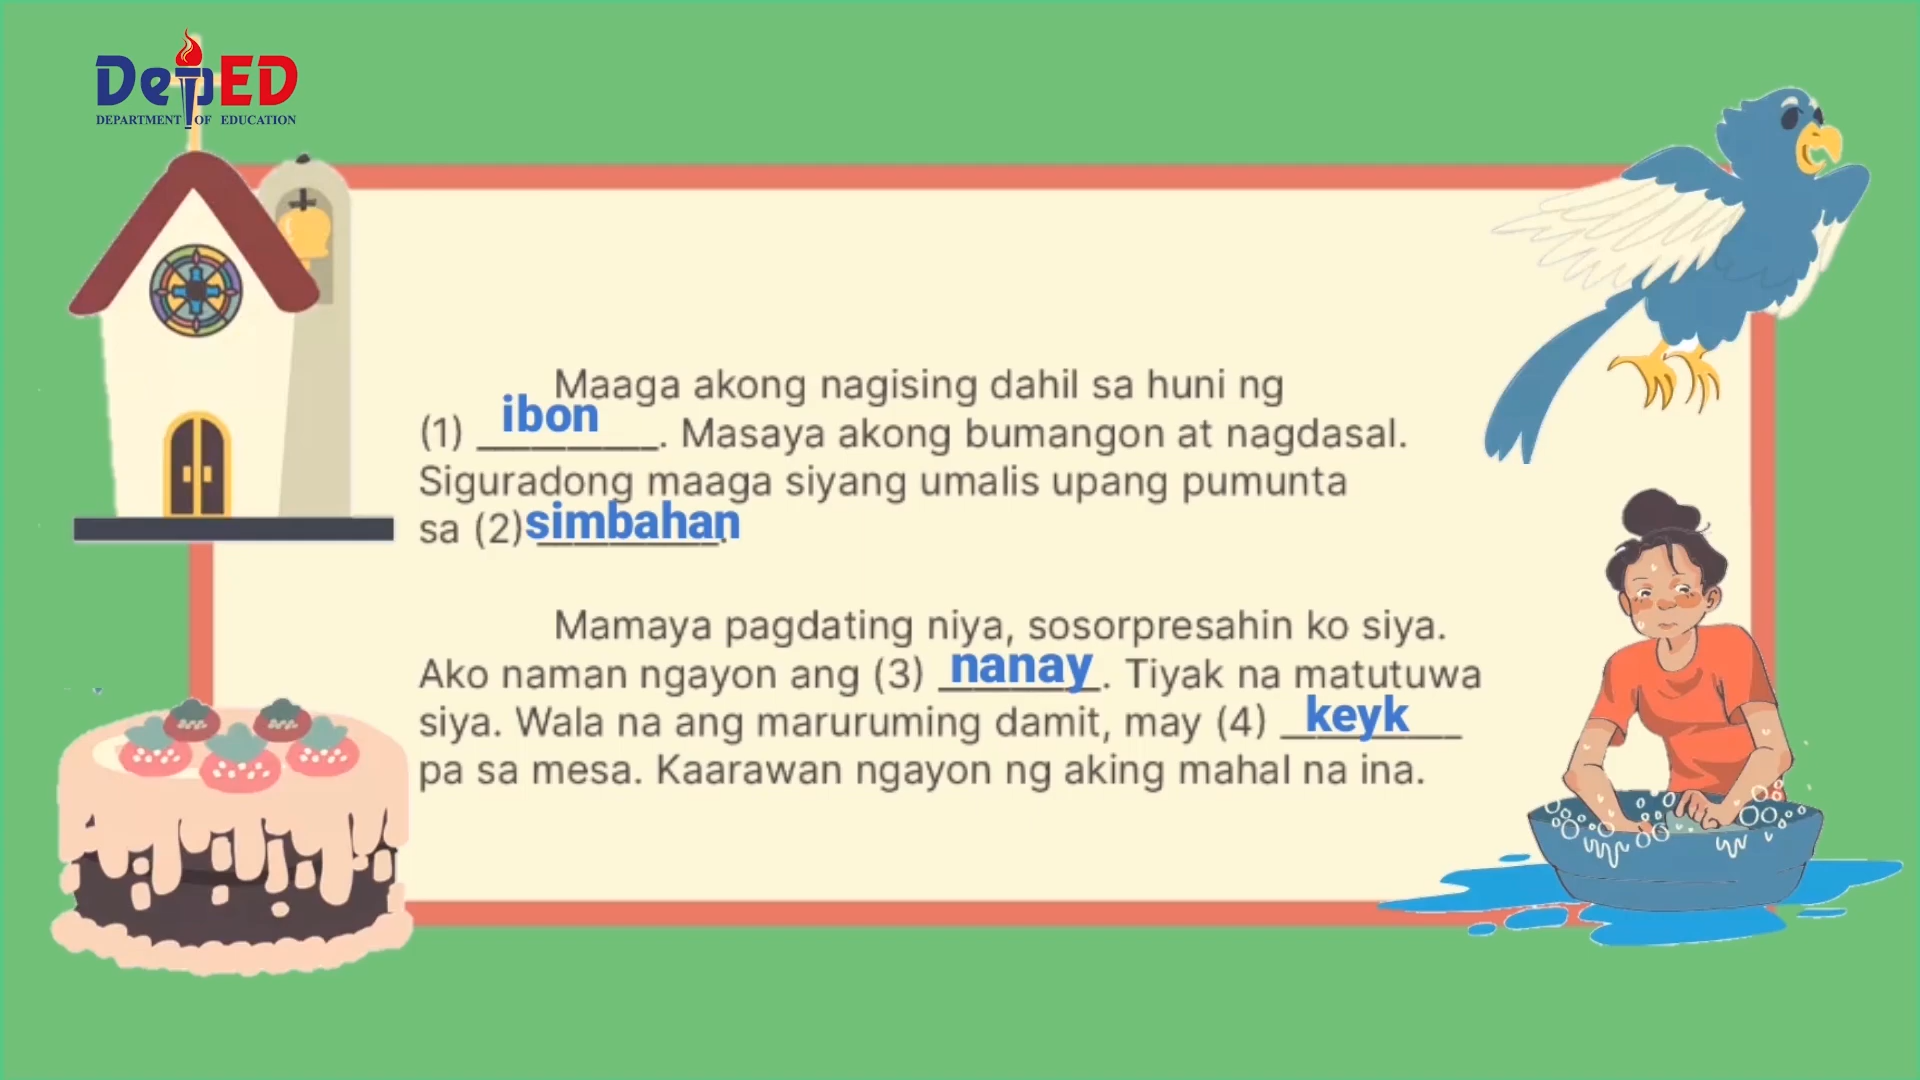 DepED
DEPARTMENT OF EDUCATION
Maaga akong nagising dahil sa huni ng
(1) ibon. Masaya akong bumangon at nagdasal.
Siguradong maaga siyang umalis upang pumunta
sa (2) simbahan.
Mamaya pagdating niya, sosorpresahin ko siya.
Ako naman ngayon ang (3) nanay. Tiyak na matutuwa
siya. Wala na ang maruruming damit, may (4) keyk
pa sa mesa. Kaarawan ngayon ng aking mahal na ina.